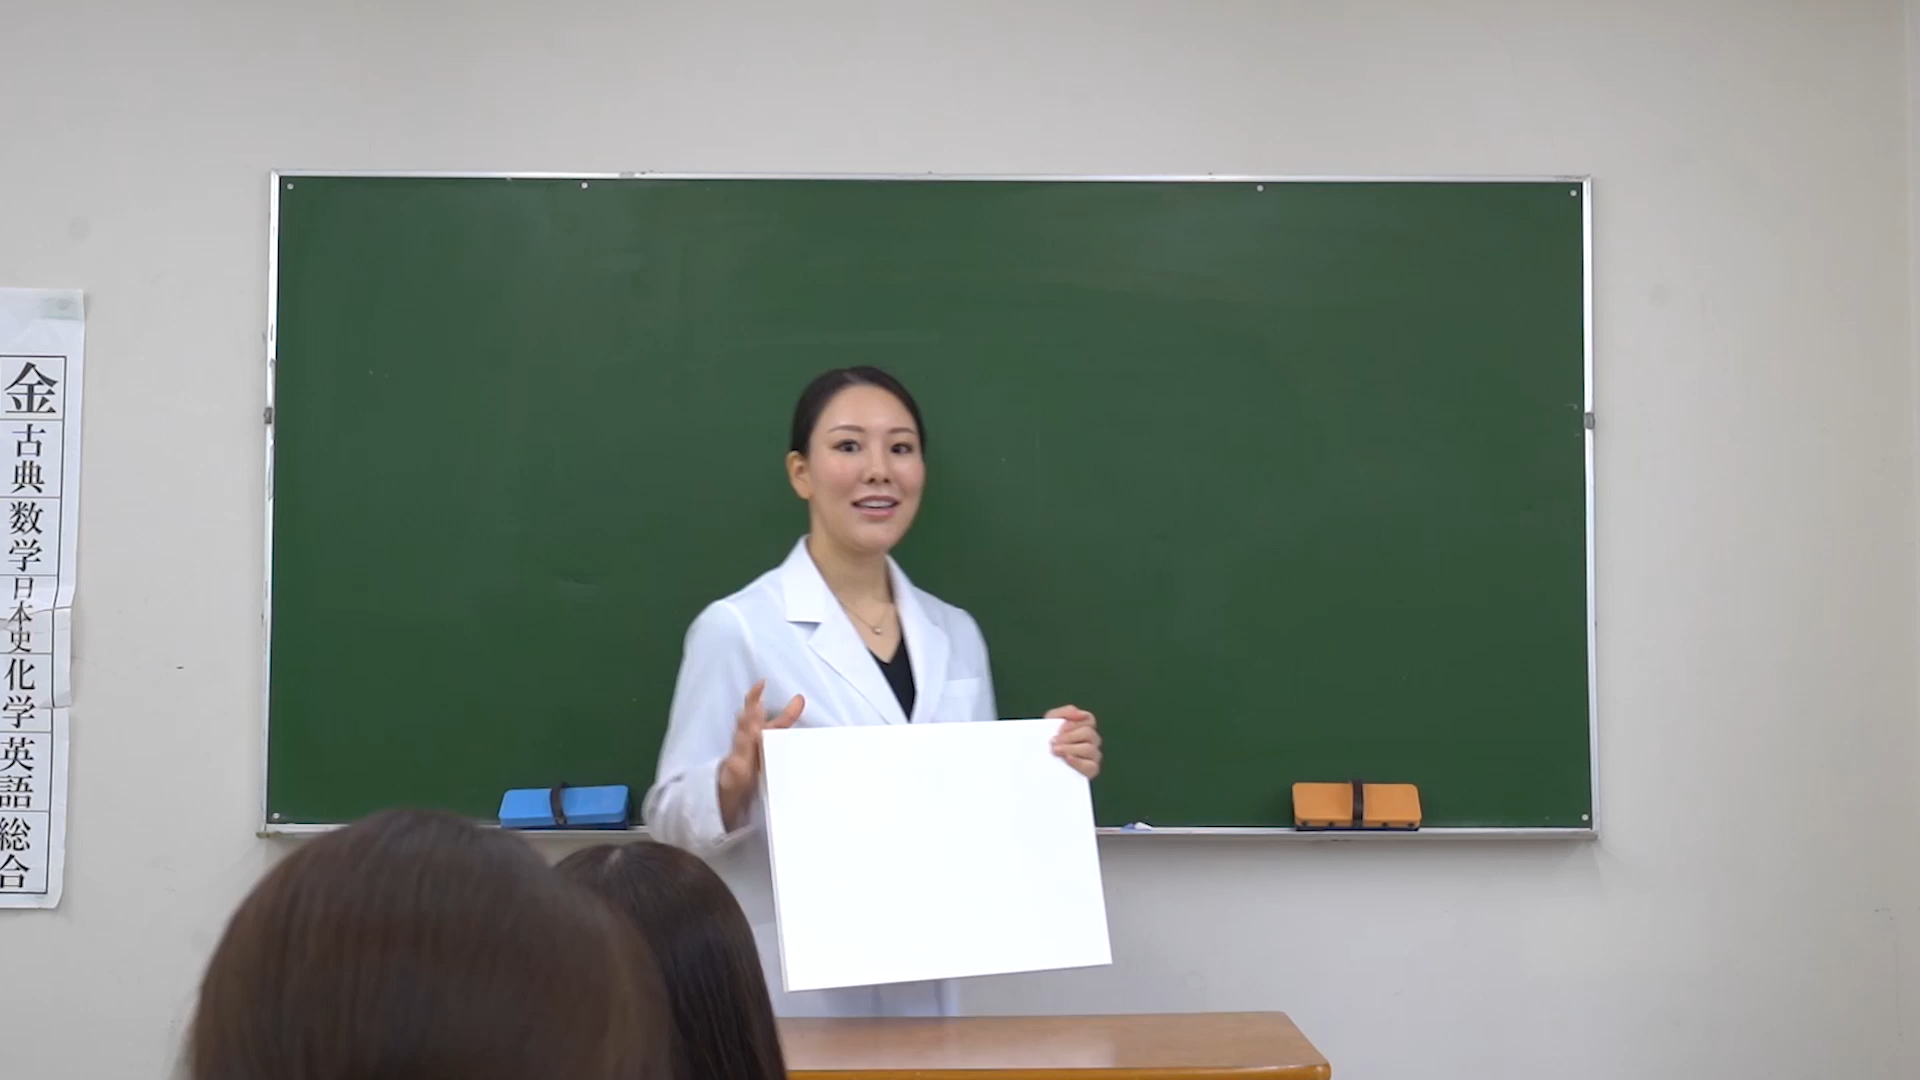 金
古典
数学
日本史
化学
英語
総合